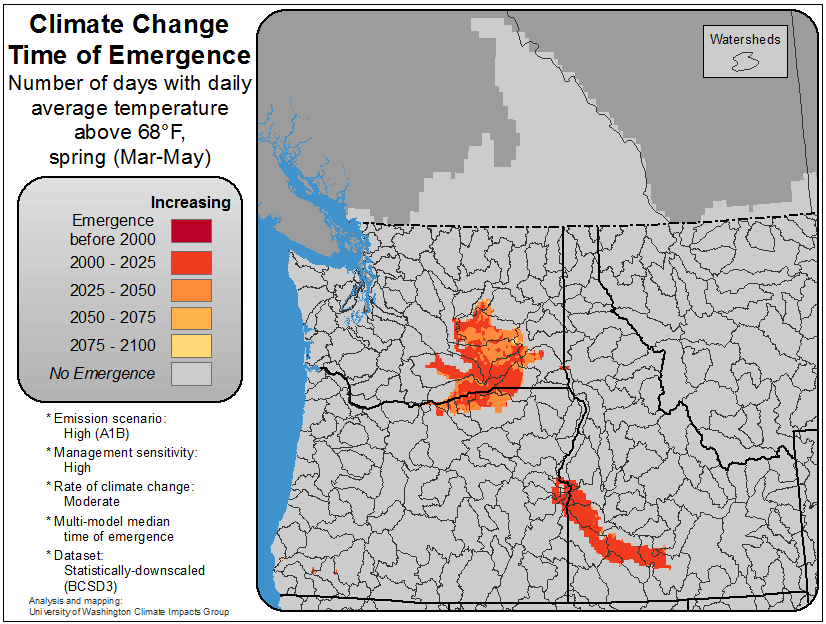 Climate Change
Time of Emergence
Number of days with daily
average temperature
above 68°F,
spring (Mar-May)
Increasing
Emergence
before 2000
2000 - 2025
2025 - 2050
2050 - 2075
2075 - 2100
No Emergence
* Emission scenario:
High (A1B)
* Management sensitivity:
High
* Rate of climate change:
Moderate
* Multi-model median
time of emergence
* Dataset:
Statistically-downscaled
(BCSD3)
Analysis and mapping:
University of Washington Climate Impacts Group
Watersheds